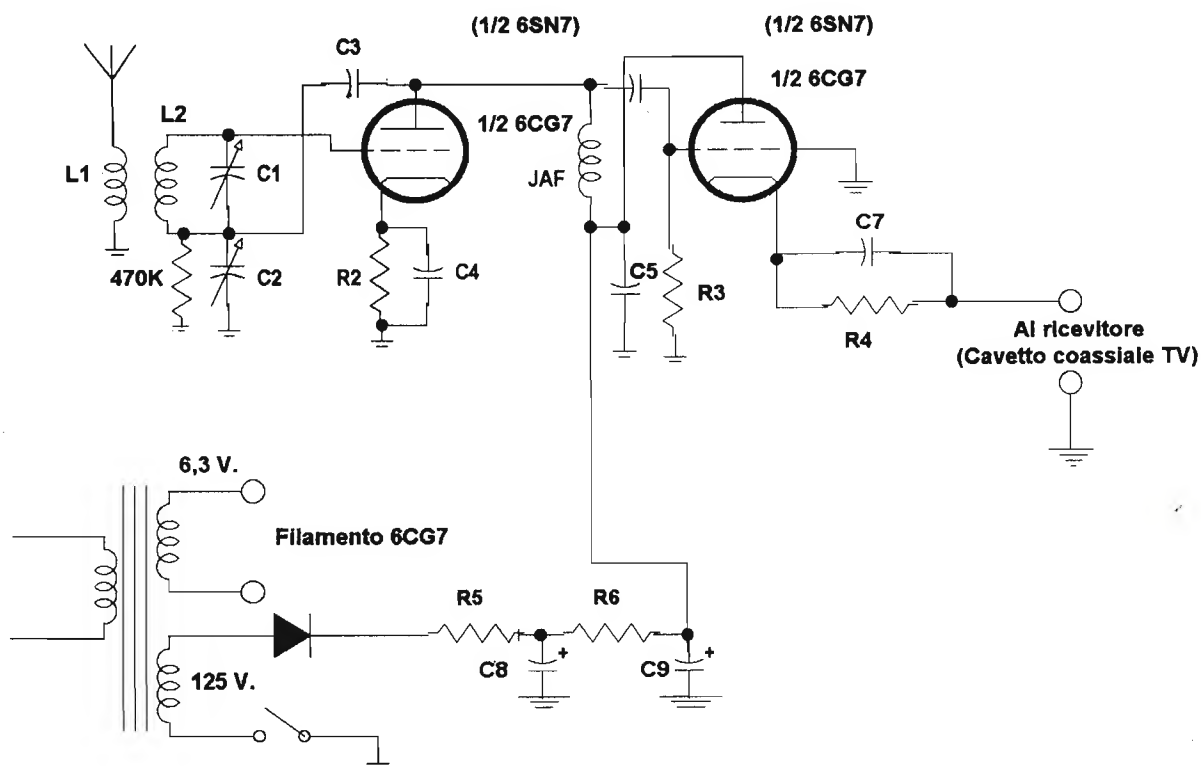 (1/2 6SN7)
(1/2 6SN7)
C3
1/2 6CG7
L2
1/2 6CG7
L1
C1
JAF
C7
470K
C2
R2
C4
C5
R3
R4
Al ricevitore
(Cavetto coassiale TV)
6,3 V.
Filamento 6CG7
R5
R6
+
+
C8
C9
125 V.